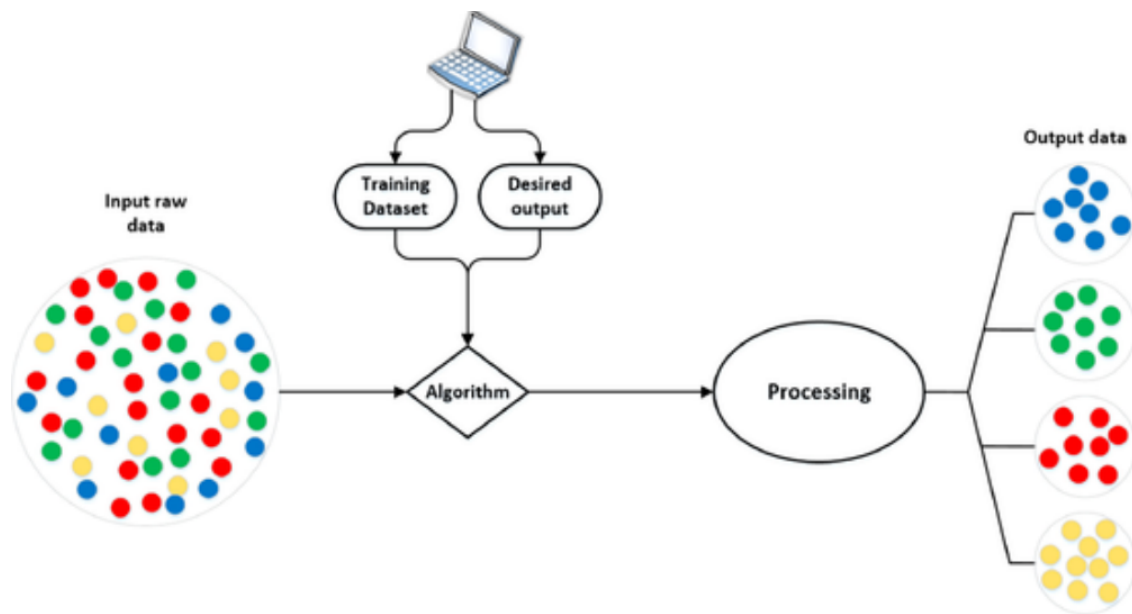 Input raw
data
Training
Dataset
Desired
output
Algorithm
Processing
Output data